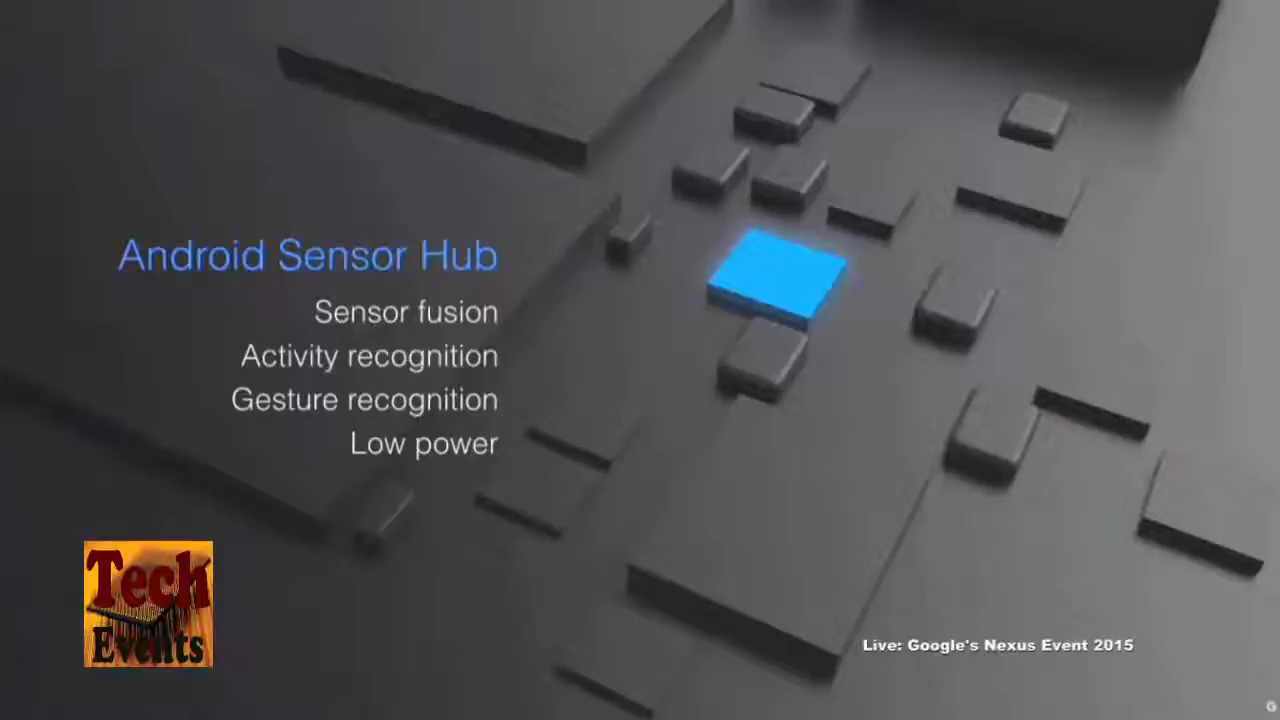 Android Sensor Hub
Sensor fusion
Activity recognition
Gesture recognition
Low power
Tech
Events
Live: Google's Nexus Event 2015
G